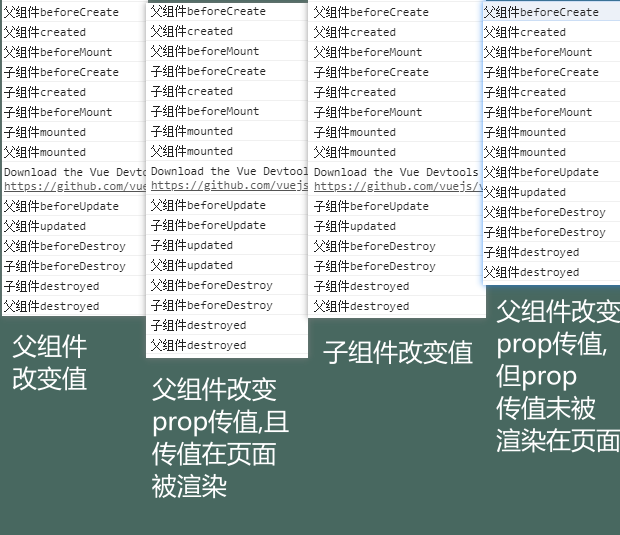 父组件beforeCreate
父组件created
父组件beforeMount
子组件beforeCreate
子组件created
子组件beforeMount
子组件mounted
父组件mounted
Download the Vue Devto
https://github.com/vue
父组件beforeUpdate
父组件updated
父组件beforeDestroy
子组件beforeDestroy
子组件destroyed
父组件destroyed
父组件
改变值
父组件beforeCreate
父组件created
父组件beforeMount
子组件beforeCreate
子组件created
子组件beforeMount
子组件mounted
父组件mounted
Download the Vue Devtool
https://github.com/vuejs
父组件beforeUpdate
子组件beforeUpdate
子组件updated
父组件updated
父组件beforeDestroy
子组件beforeDestroy
子组件destroyed
父组件destroyed
父组件改变
prop传值,且
传值在页面
被渲染
父组件beforeCreate
父组件created
父组件beforeMount
子组件beforeCreate
子组件created
子组件beforeMount
子组件mounted
父组件mounted
Download the Vue Devtools
https://github.com/vuejs/v
子组件beforeUpdate
子组件updated
父组件beforeDestroy
子组件beforeDestroy
子组件destroyed
父组件destroyed
子组件改变值
父组件beforeCreate
父组件created
父组件beforeMount
子组件beforeCreate
子组件created
子组件beforeMount
子组件mounted
父组件mounted
父组件beforeUpdate
父组件updated
父组件beforeDestroy
子组件beforeDestroy
子组件destroyed
父组件destroyed
父组件改变
prop传值,
但prop
传值未被
渲染在页面